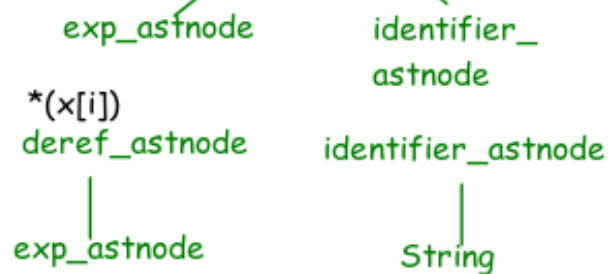 exp_astnode
identifier_
astnode
*(x[i])
deref_astnode
identifier_astnode
exp_astnode
String